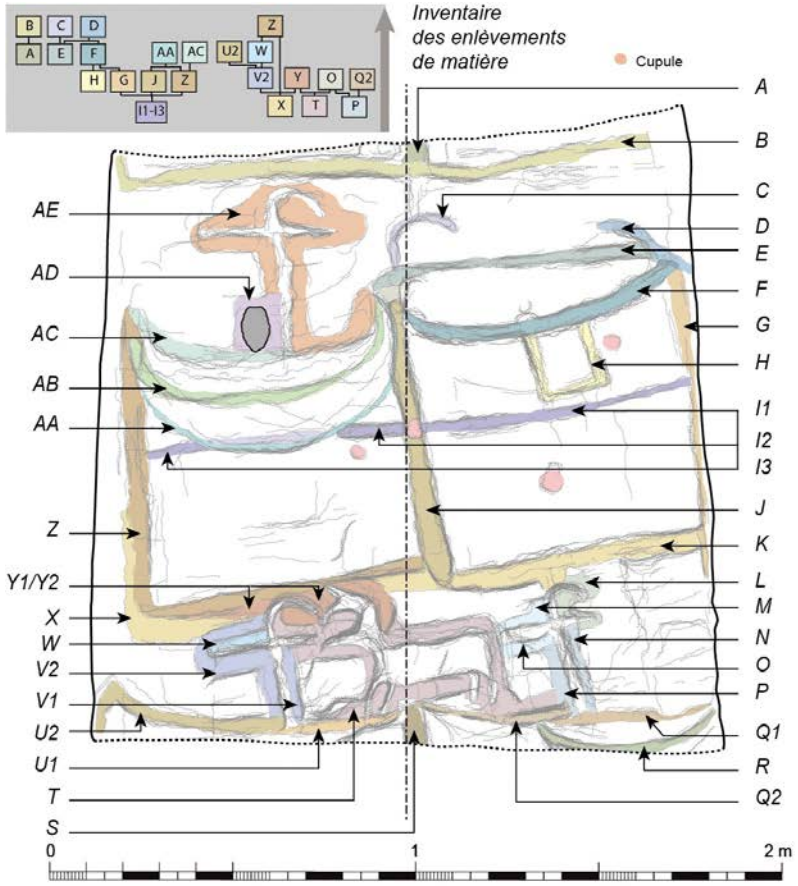 B C D
A E F
H G
AA AC
J Z
I1-I3
Z
U2 W
V2 Y O Q2
X T P
Inventaire
des enlèvements
de matière
Cupule
A
B
C
D
E
F
G
H
I1
I2
I3
J
K
L
M
N
O
P
Q1
R
Q2
AE
AD
AC
AB
AA
Z
Y1/Y2
X
W
V2
V1
U2
U1
T
S
0 1 2 m